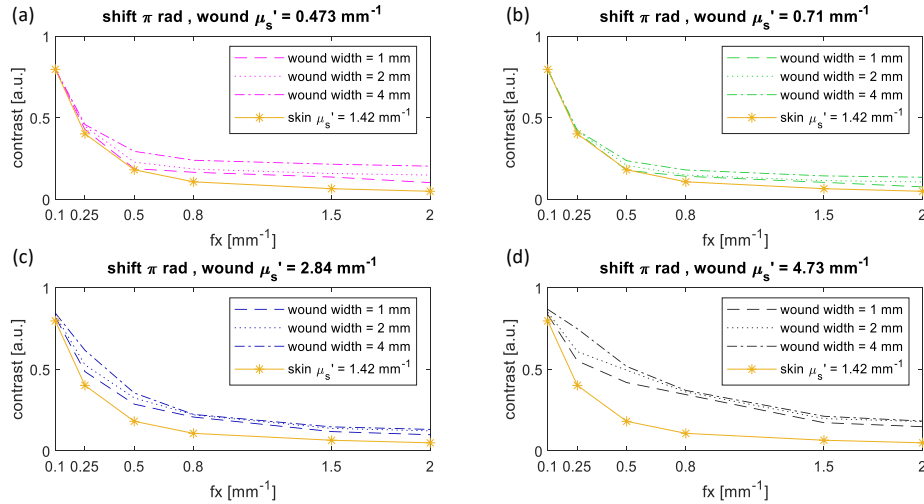 (a)
shift π rad , wound μs' = 0.473 mm-1
contrast [a.u.]
1
0.5
0
wound width = 1 mm
wound width = 2 mm
wound width = 4 mm
skin μs' = 1.42 mm-1
0.1 0.25 0.5 0.8 1.5 2
fx [mm-1]
(b)
shift π rad , wound μs' = 0.71 mm-1
contrast [a.u.]
1
0.5
0
wound width = 1 mm
wound width = 2 mm
wound width = 4 mm
skin μs' = 1.42 mm-1
0.1 0.25 0.5 0.8 1.5 2
fx [mm-1]
(c)
shift π rad , wound μs' = 2.84 mm-1
contrast [a.u.]
1
0.5
0
wound width = 1 mm
wound width = 2 mm
wound width = 4 mm
skin μs' = 1.42 mm-1
0.1 0.25 0.5 0.8 1.5 2
fx [mm-1]
(d)
shift π rad , wound μs' = 4.73 mm-1
contrast [a.u.]
1
0.5
0
wound width = 1 mm
wound width = 2 mm
wound width = 4 mm
skin μs' = 1.42 mm-1
0.1 0.25 0.5 0.8 1.5 2
fx [mm-1]